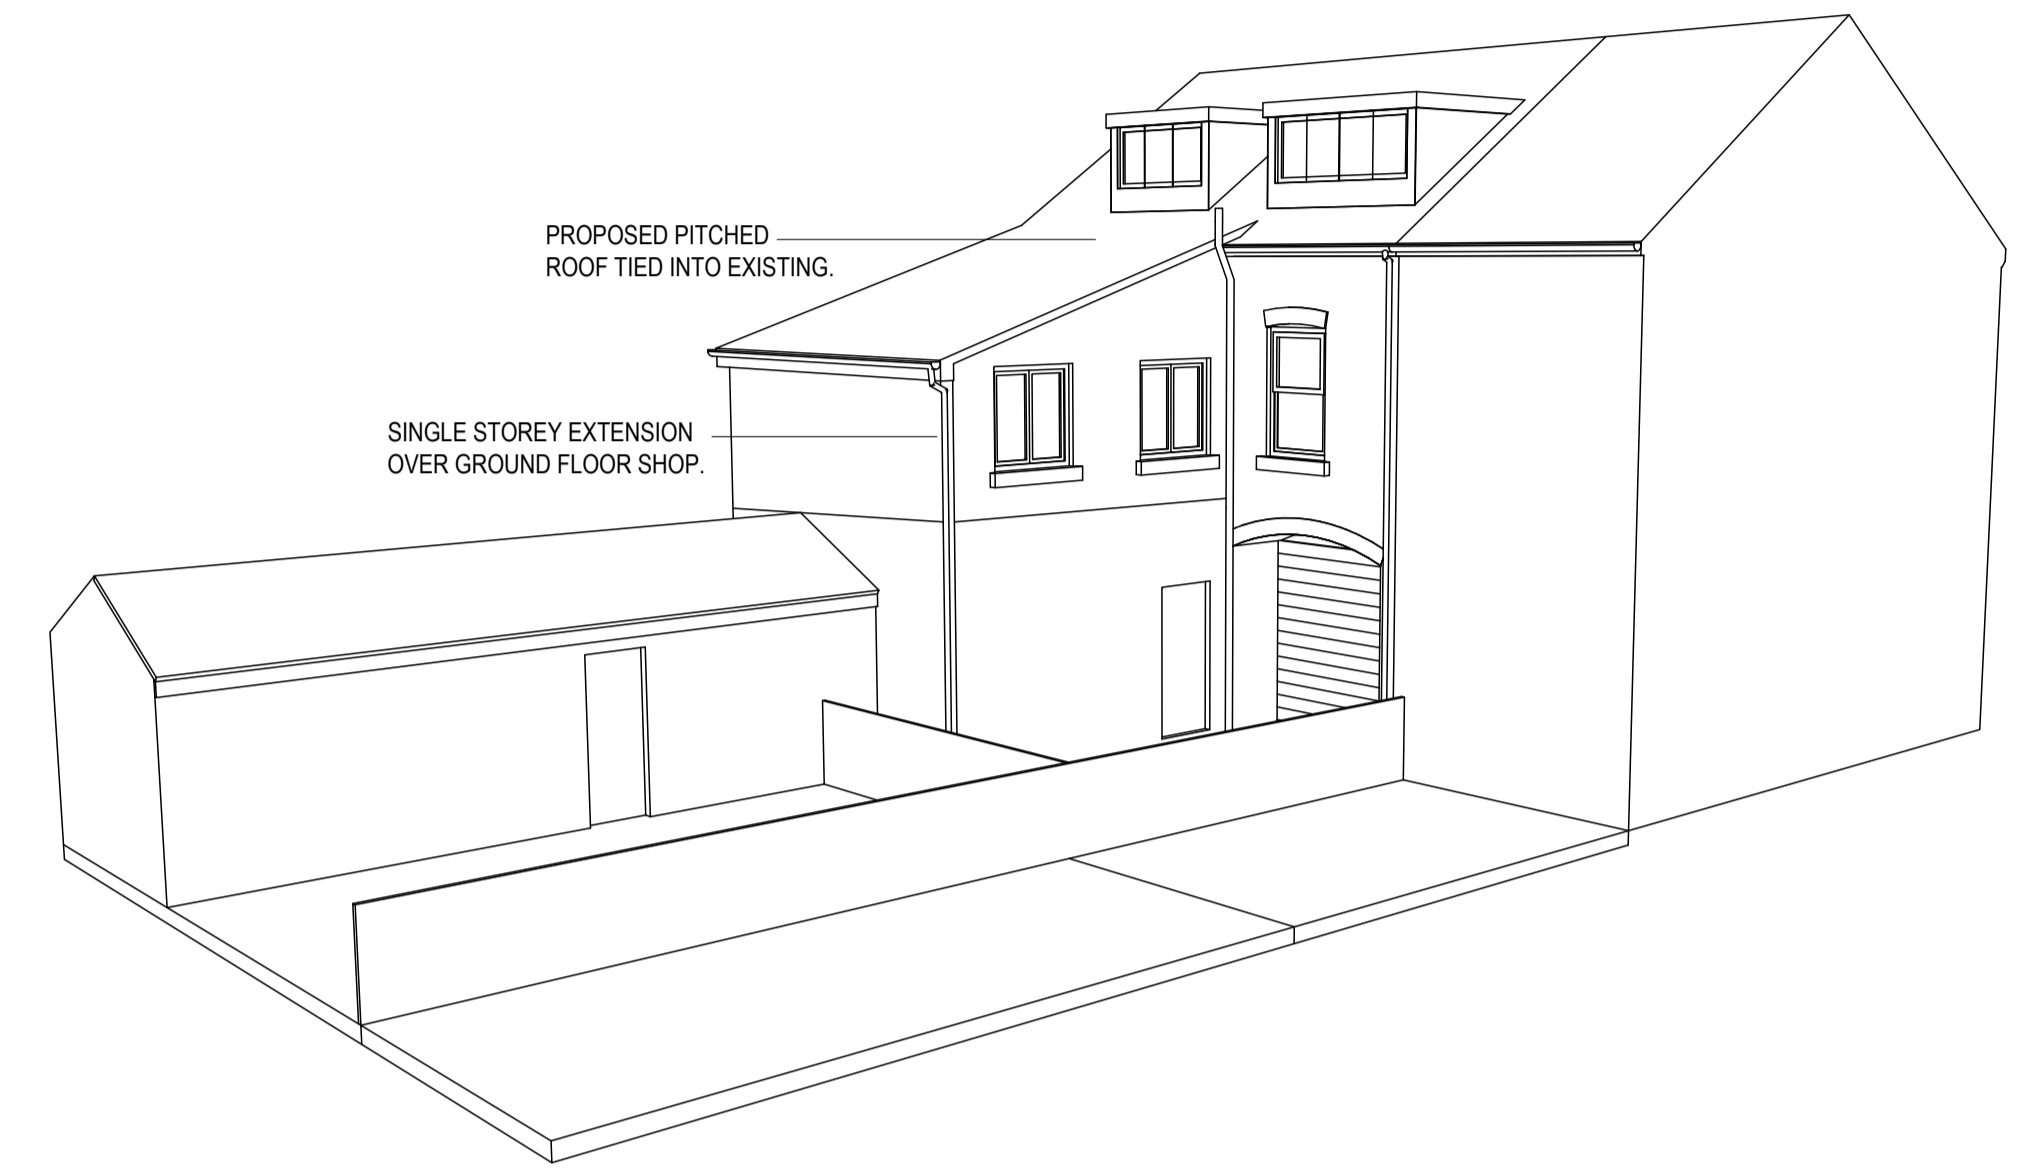 PROPOSED PITCHED
ROOF TIED INTO EXISTING.
SINGLE STOREY EXTENSION
OVER GROUND FLOOR SHOP.